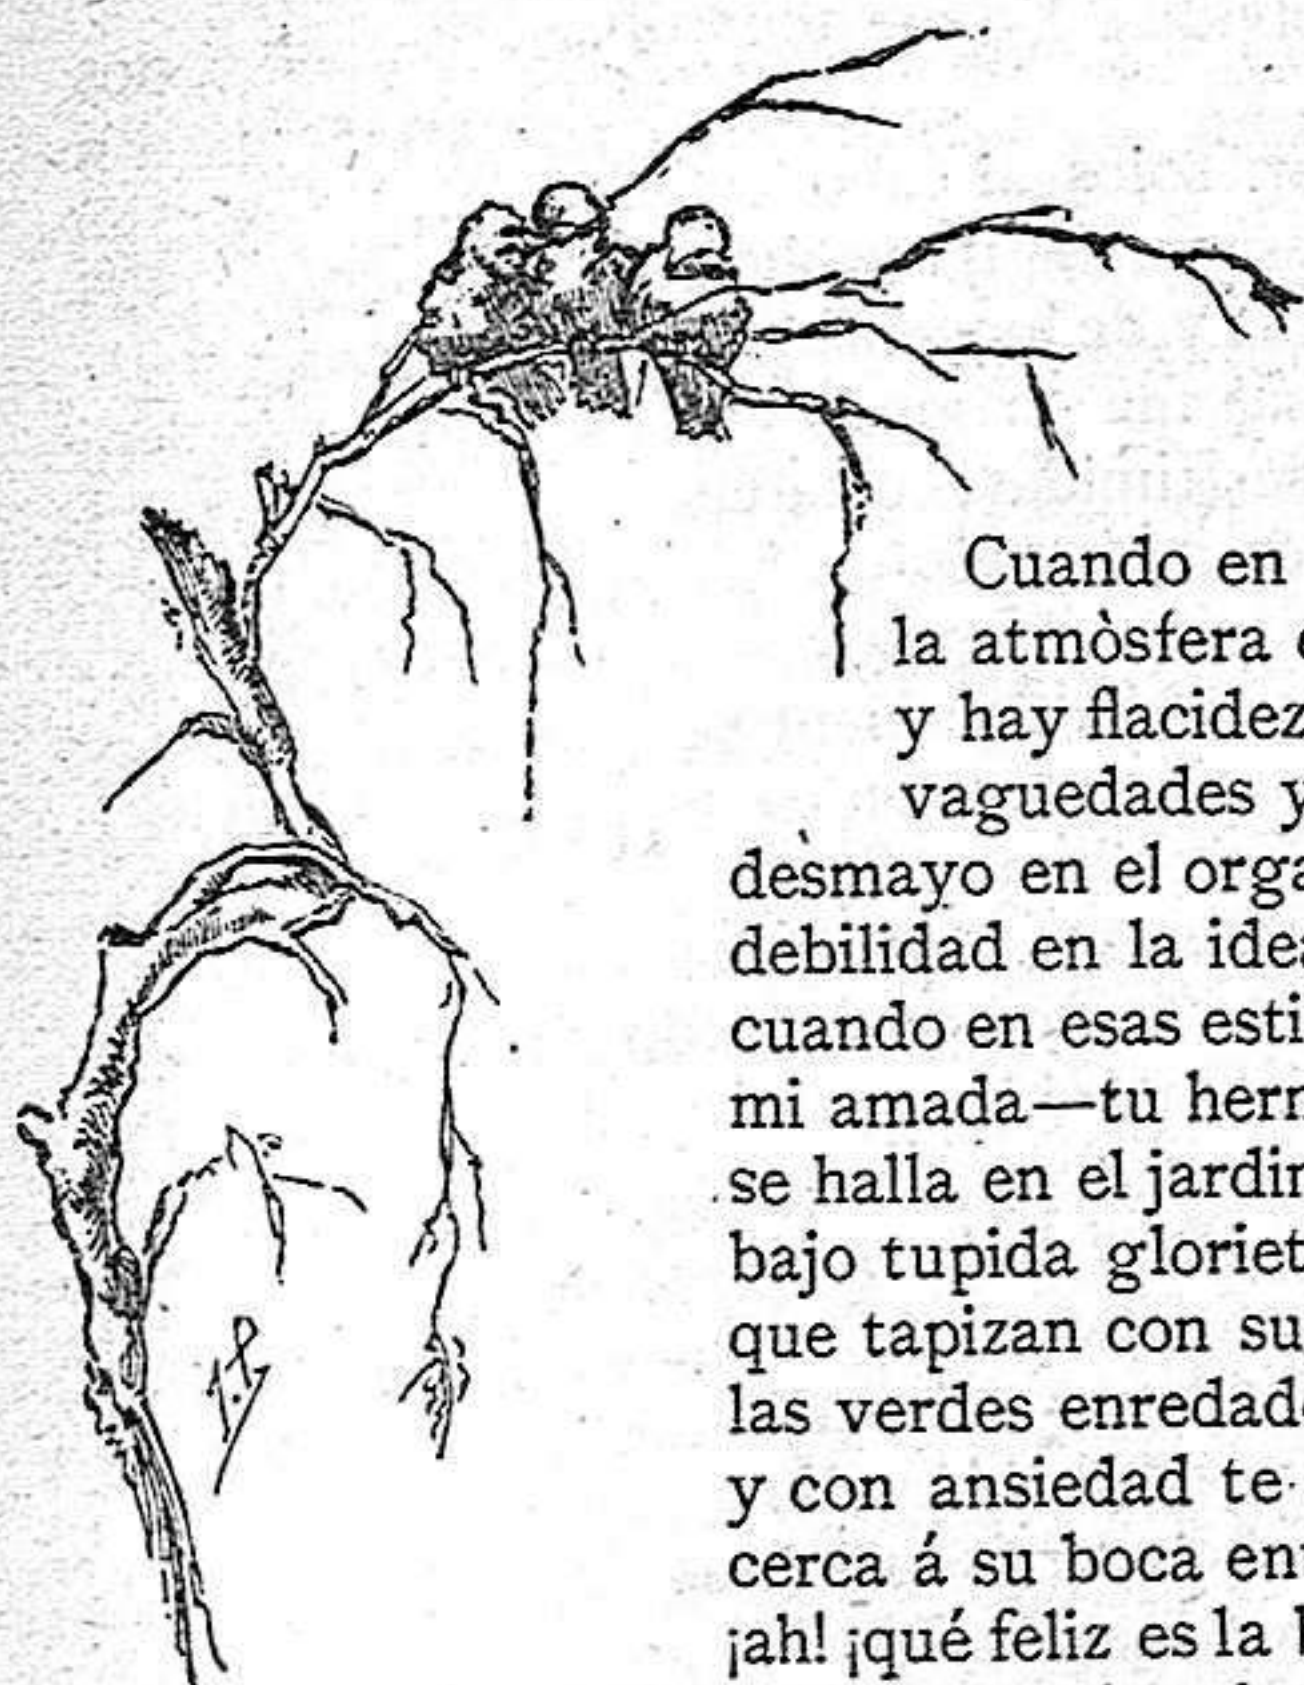 Cuando en
la atmòsfera
y hay flacidez
vaguedades y
dèsmayo en el orga
debilidad en la idea
cuando en esas esti
mi amada—tu herm
se halla en el jardin
bajo tupida gloriet
que tapizan con su
las verdes enredade
y con ansiedad te
cerca á su boca en
¡ah! ¡qué feliz es la